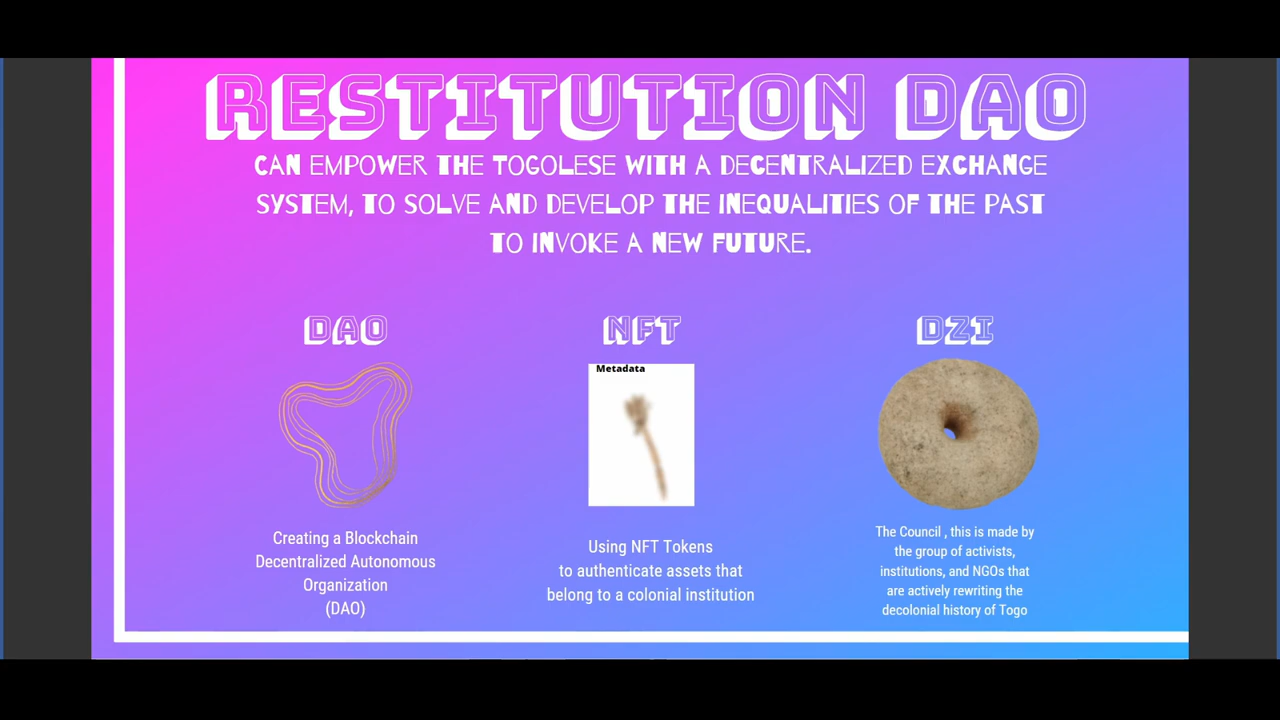 RESTITUTION DAO
CAN EMPOWER THE TOGOLESE WITH A DECENTRALIZED EXCHANGE
SYSTEM, TO SOLVE AND DEVELOP THE INEQUALITIES OF THE PAST
TO INVOKE A NEW FUTURE.
DAO
Creating a Blockchain
Decentralized Autonomous
Organization
(DAO)
NFT
Metadata
Using NFT Tokens
to authenticate assets that
belong to a colonial institution
DZI
The Council , this is made by
the group of activists,
institutions, and NGOs that
are actively rewriting the
decolonial history of Togo